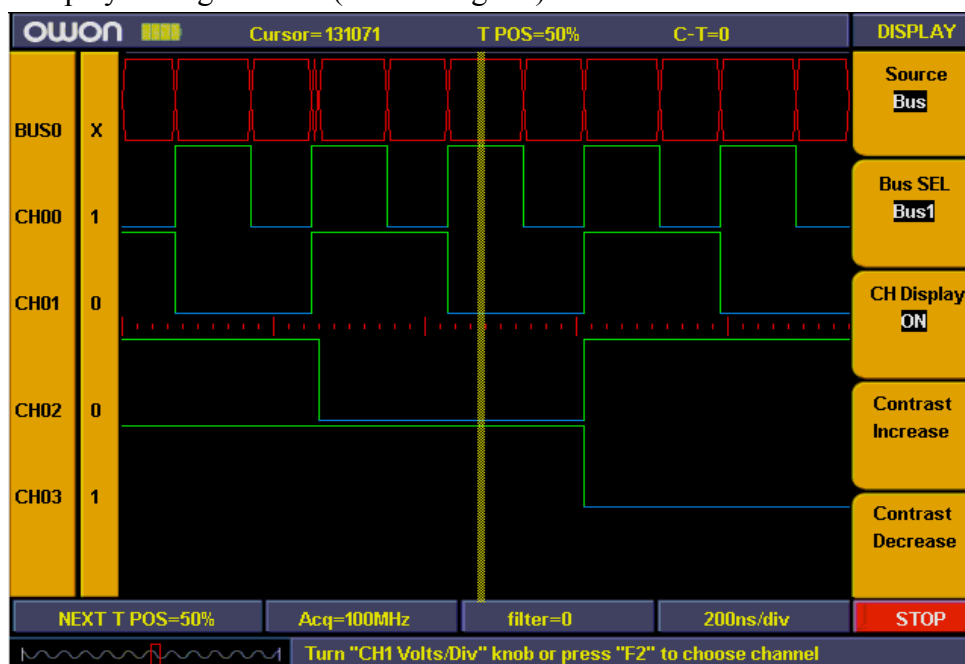 owon Cursor=131071 T POS=50% C-T=0 DISPLAY
Source
Bus
BUS0 X
Bus SEL
Bus1
CH00 1
CH Display
ON
CH01 0
CH02 0
Contrast
Increase
CH03 1
Contrast
Decrease
NEXT T POS=50% Acq=100MHz filter=0 200ns/div STOP
Turn "CH1 Volts/Div" knob or press "F2" to choose channel